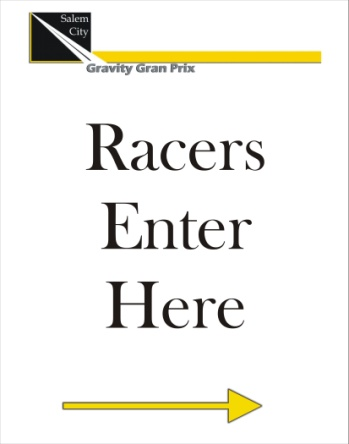 Salem
City
Gravity Gran Prix
Racers
Enter
Here